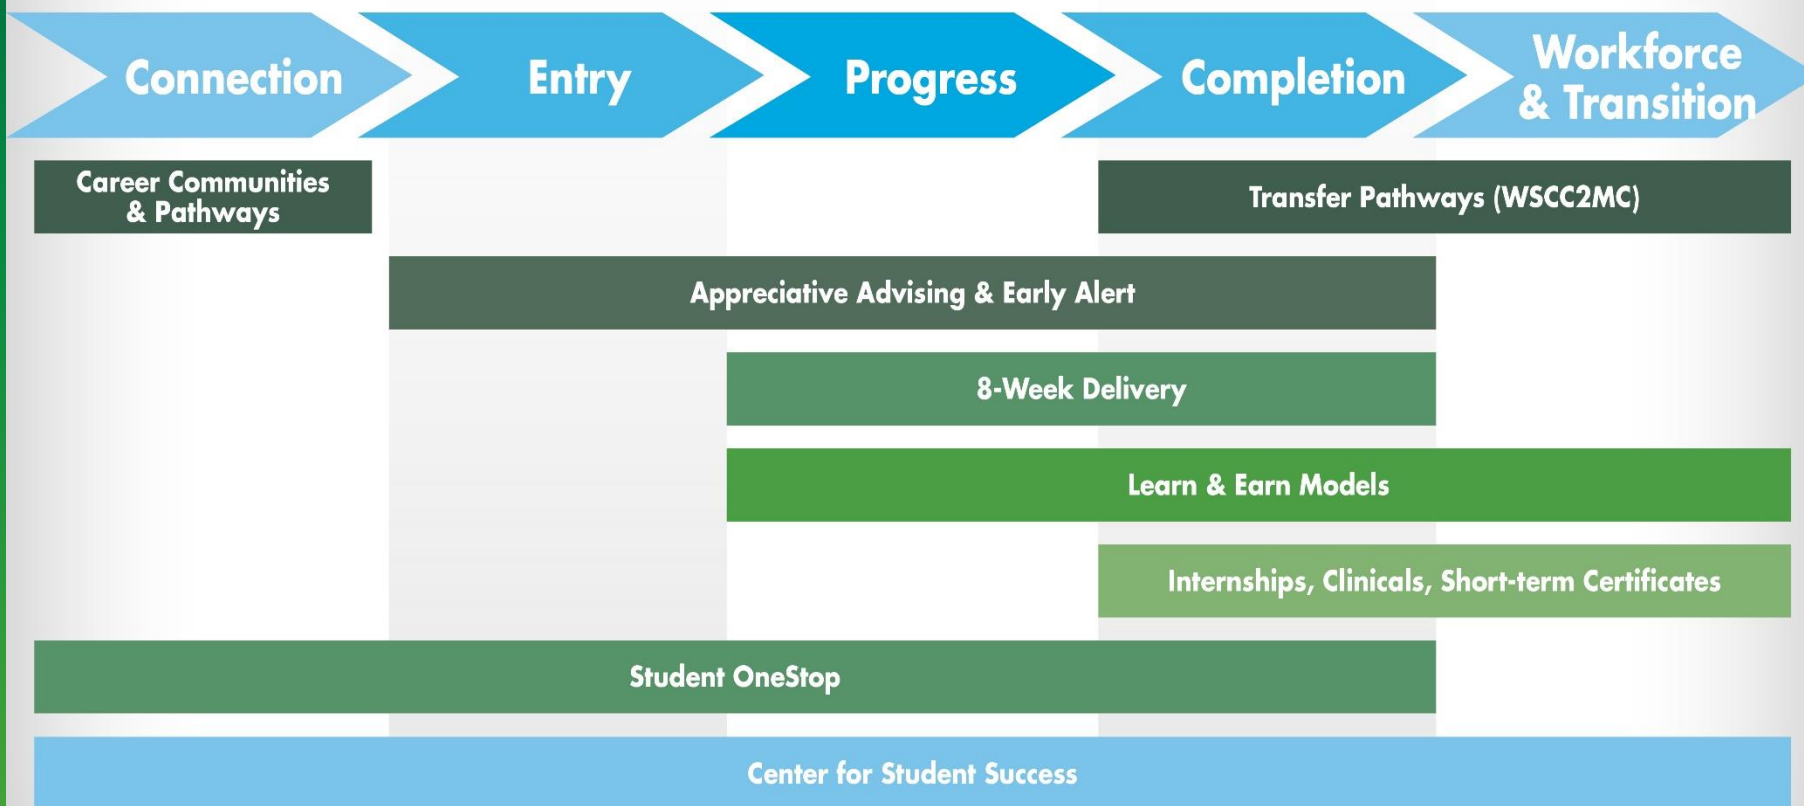 Connection
Entry
Progress
Completion
Workforce
& Transition
Career Communities
& Pathways
Transfer Pathways (WSCC2MC)
Appreciative Advising & Early Alert
8-Week Delivery
Learn & Earn Models
Internships, Clinicals, Short-term Certificates
Student OneStop
Center for Student Success